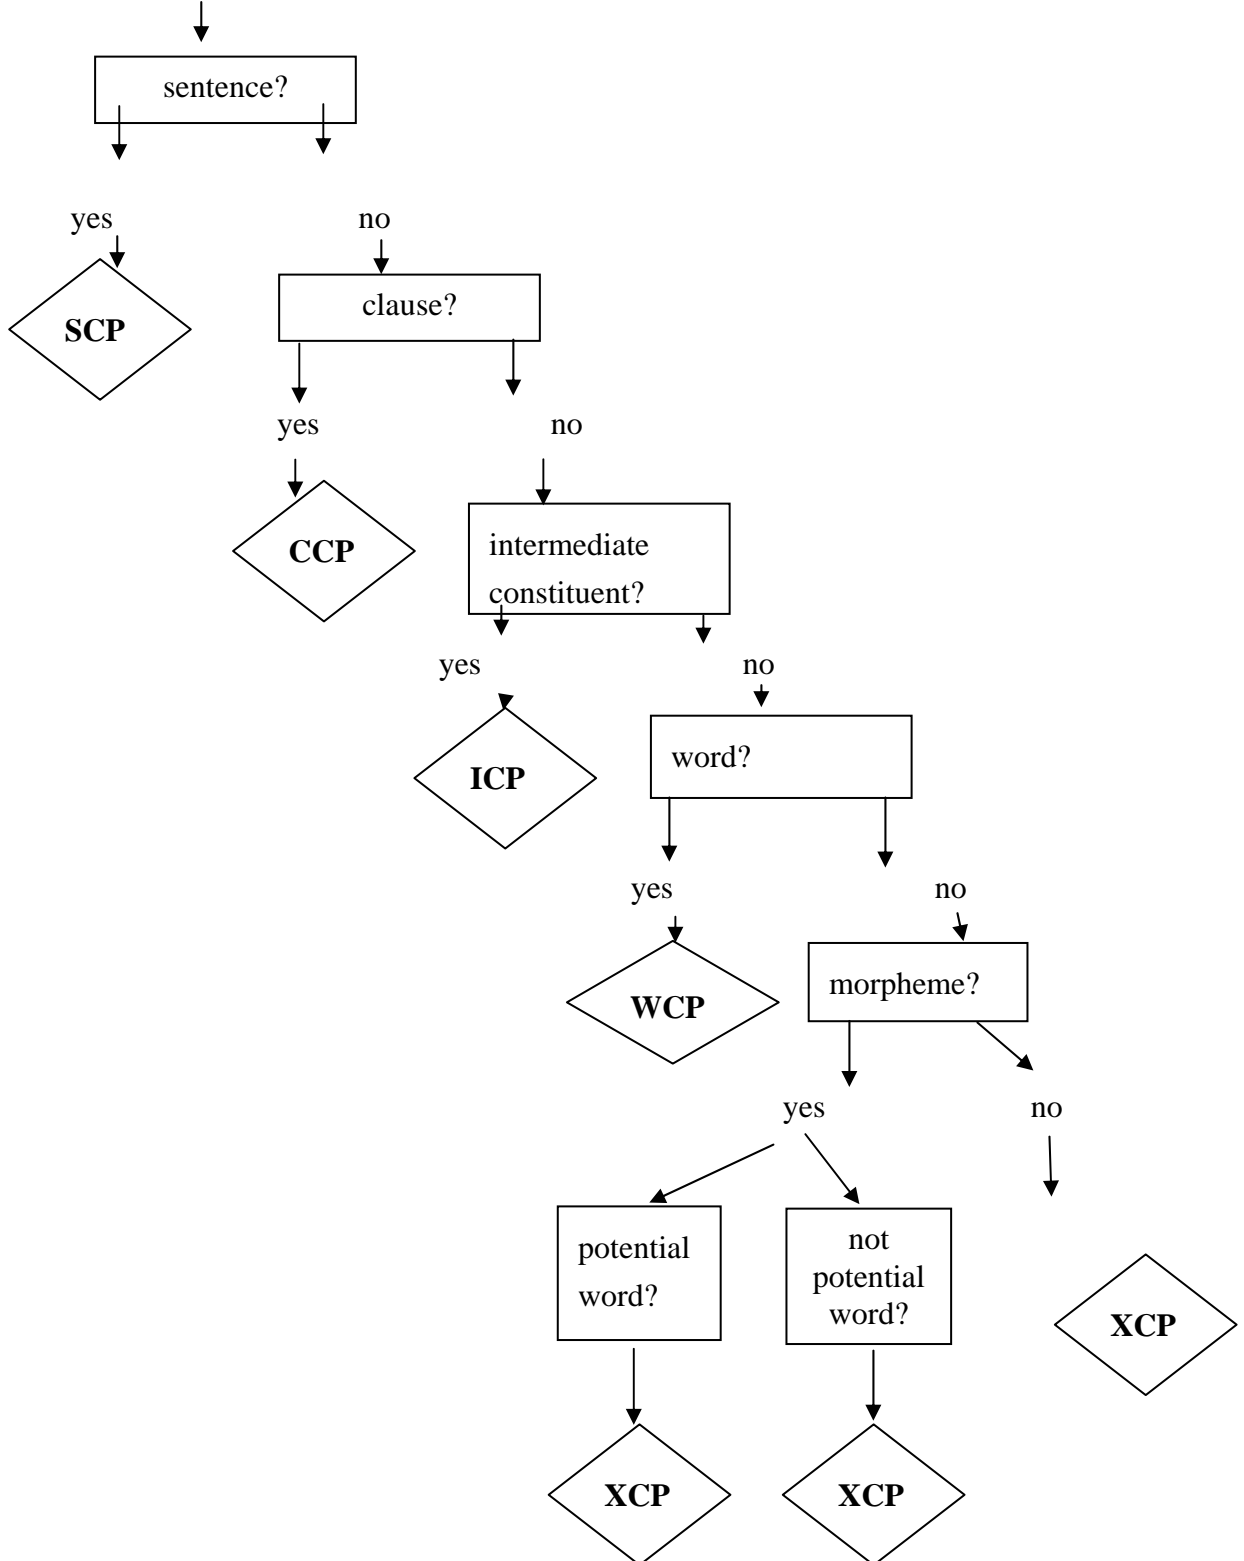 sentence?
yes
no
SCP
clause?
yes
no
CCP
intermediate
constituent?
yes
no
ICP
word?
yes
no
WCP
morpheme?
yes
no
potential
word?
not
potential
word?
XCP
XCP
XCP